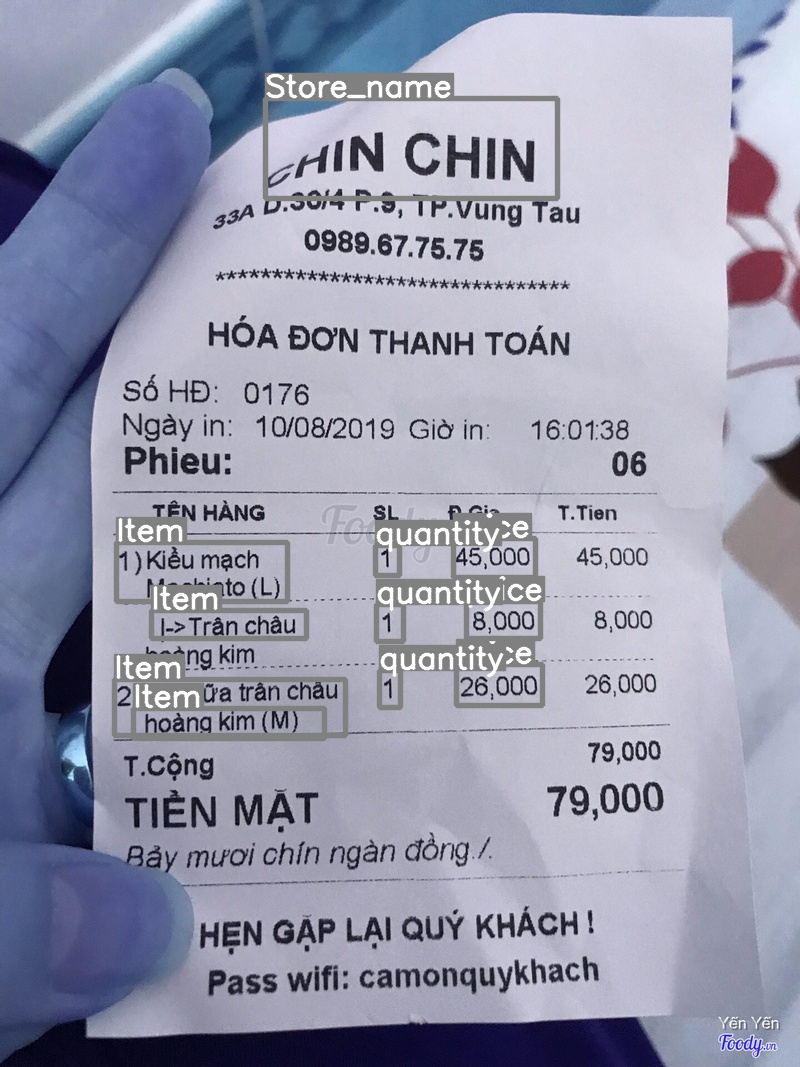 Store_name
CHIN CHIN
33A Đ.30/4 P.9, TP.Vung Tau
0989.67.75.75
*******************************
HÓA ĐƠN THANH TOÁN
Số HĐ: 0176
Ngày in: 10/08/2019 Giờ in: 16:01:38
Phieu: 06
TÊN HÀNG SL Đ.Gia T.Tien
Foody
Item quantity ce
1) Kiều mạch 1 45,000 45,000
(L)
Item quantity ice
|->Trân châu 1 8,000 8,000
hoàng kim
Item quantity ce
2 ữa trân châu 1 26,000 26,000
Item
hoàng kim (M)
T.Cộng 79,000
TIỀN MẶT 79,000
Bảy mươi chín ngàn đồng./.
HẸN GẶP LẠI QUÝ KHÁCH !
Pass wifi: camonquykhach
Yến Yến
Foody.vn